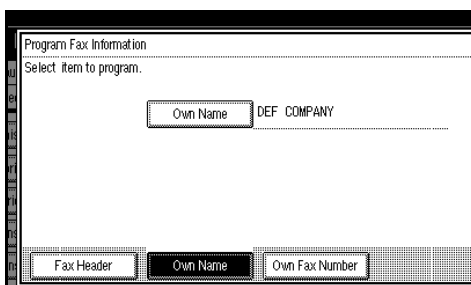 Program Fax Information
Select item to program.
Own Name DEF COMPANY
Fax Header Own Name Own Fax Number